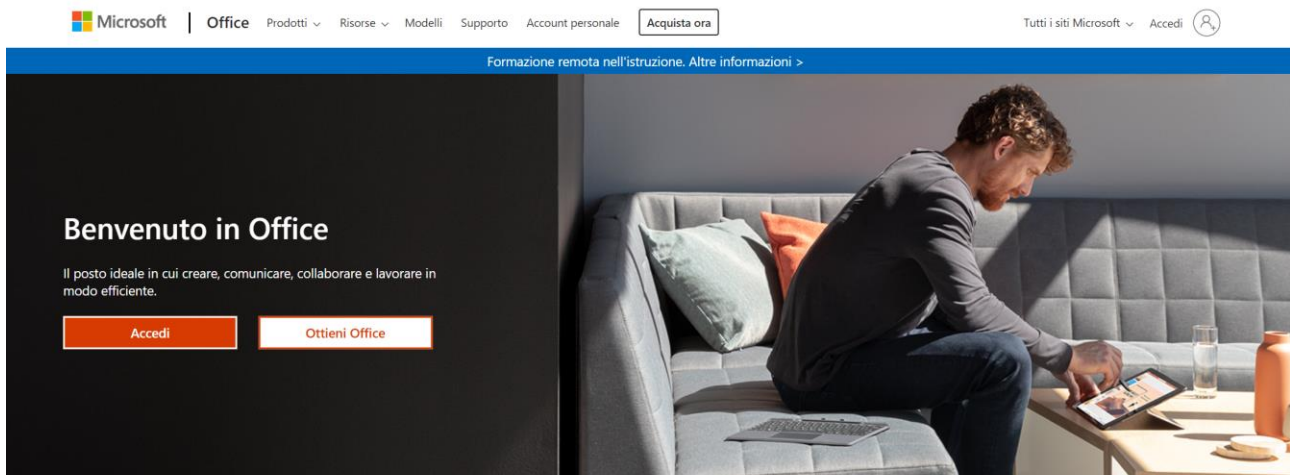 Microsoft Office Prodotti Risorse Modelli Supporto Account personale Acquista ora Tutti i siti Microsoft Accedi
Formazione remota nell'istruzione. Altre informazioni >
Benvenuto in Office
Il posto ideale in cui creare, comunicare, collaborare e lavorare in
modo efficiente.
Accedi Ottieni Office